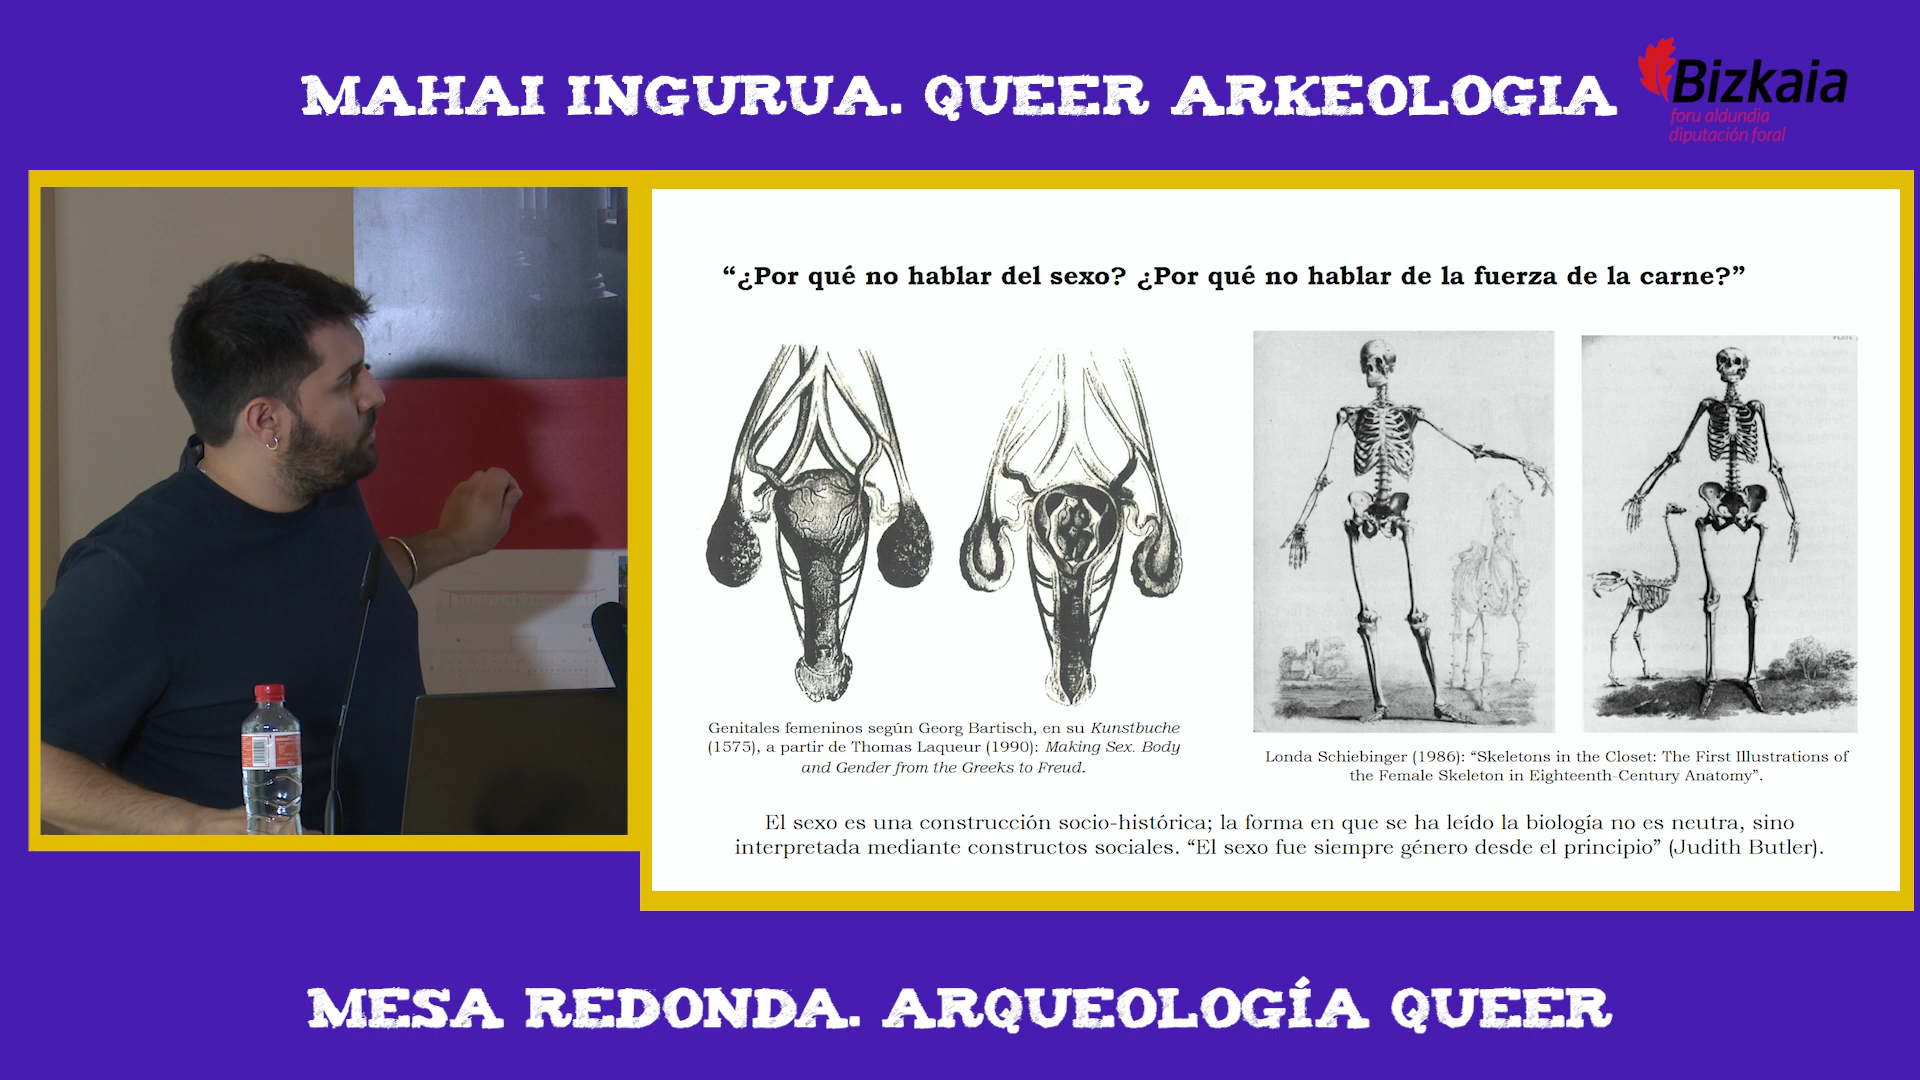 MAHAI INGURUA. QUEER ARKEOLOGIA
Bizkaia
foru aldundia
diputación foral
“¿Por qué no hablar del sexo? ¿Por qué no hablar de la fuerza de la carne?”
Genitales femeninos según Georg Bartisch, en su Kunstbuche
(1575), a partir de Thomas Laqueur (1990): Making Sex. Body
and Gender from the Greeks to Freud.
Londa Schiebinger (1986): “Skeletons in the Closet: The First Illustrations of
the Female Skeleton in Eighteenth-Century Anatomy”.
El sexo es una construcción socio-histórica; la forma en que se ha leído la biología no es neutra, sino
interpretada mediante constructos sociales. “El sexo fue siempre género desde el principio” (Judith Butler).
MESA REDONDA. ARQUEOLOGÍA QUEER